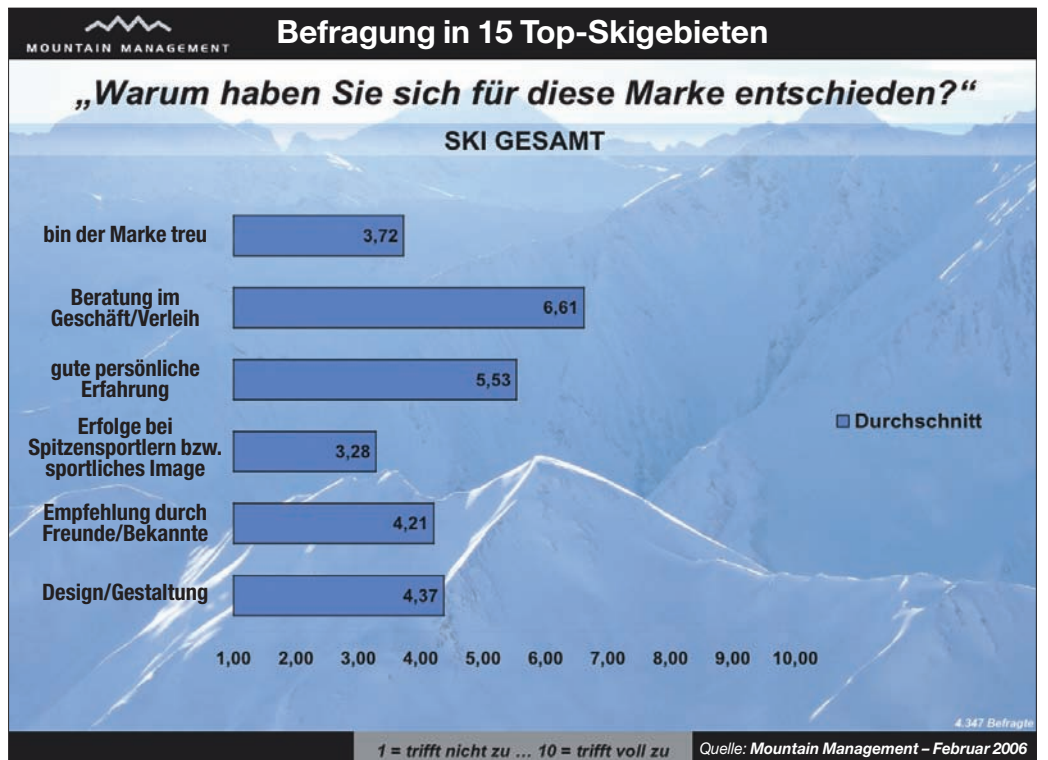 MOUNTAIN MANAGEMENT
Befragung in 15 Top-Skigebieten
„Warum haben Sie sich für diese Marke entschieden?“
SKI GESAMT
bin der Marke treu
3,72
Beratung im
Geschäft/Verleih
6,61
gute persönliche
Erfahrung
5,53
Erfolge bei
Spitzensportlern bzw.
sportliches Image
3,28
Empfehlung durch
Freunde/Bekannte
4,21
Design/Gestaltung
4,37
Durchschnitt
1,00 2,00 3,00 4,00 5,00 6,00 7,00 8,00 9,00 10,00
4.347 Befragte
1 = trifft nicht zu ... 10 = trifft voll zu
Quelle: Mountain Management – Februar 2006